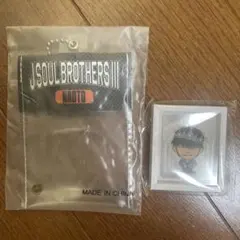 J SOUL BROTHERS III
NAOTO
MADE IN CHINA